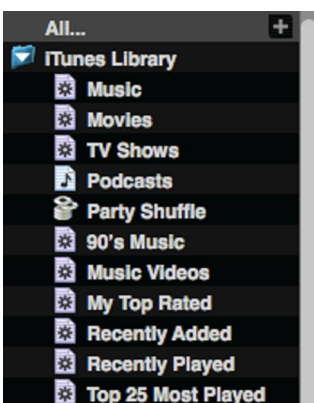 All...
iTunes Library
Music
Movies
TV Shows
Podcasts
Party Shuffle
90's Music
Music Videos
My Top Rated
Recently Added
Recently Played
Top 25 Most Played